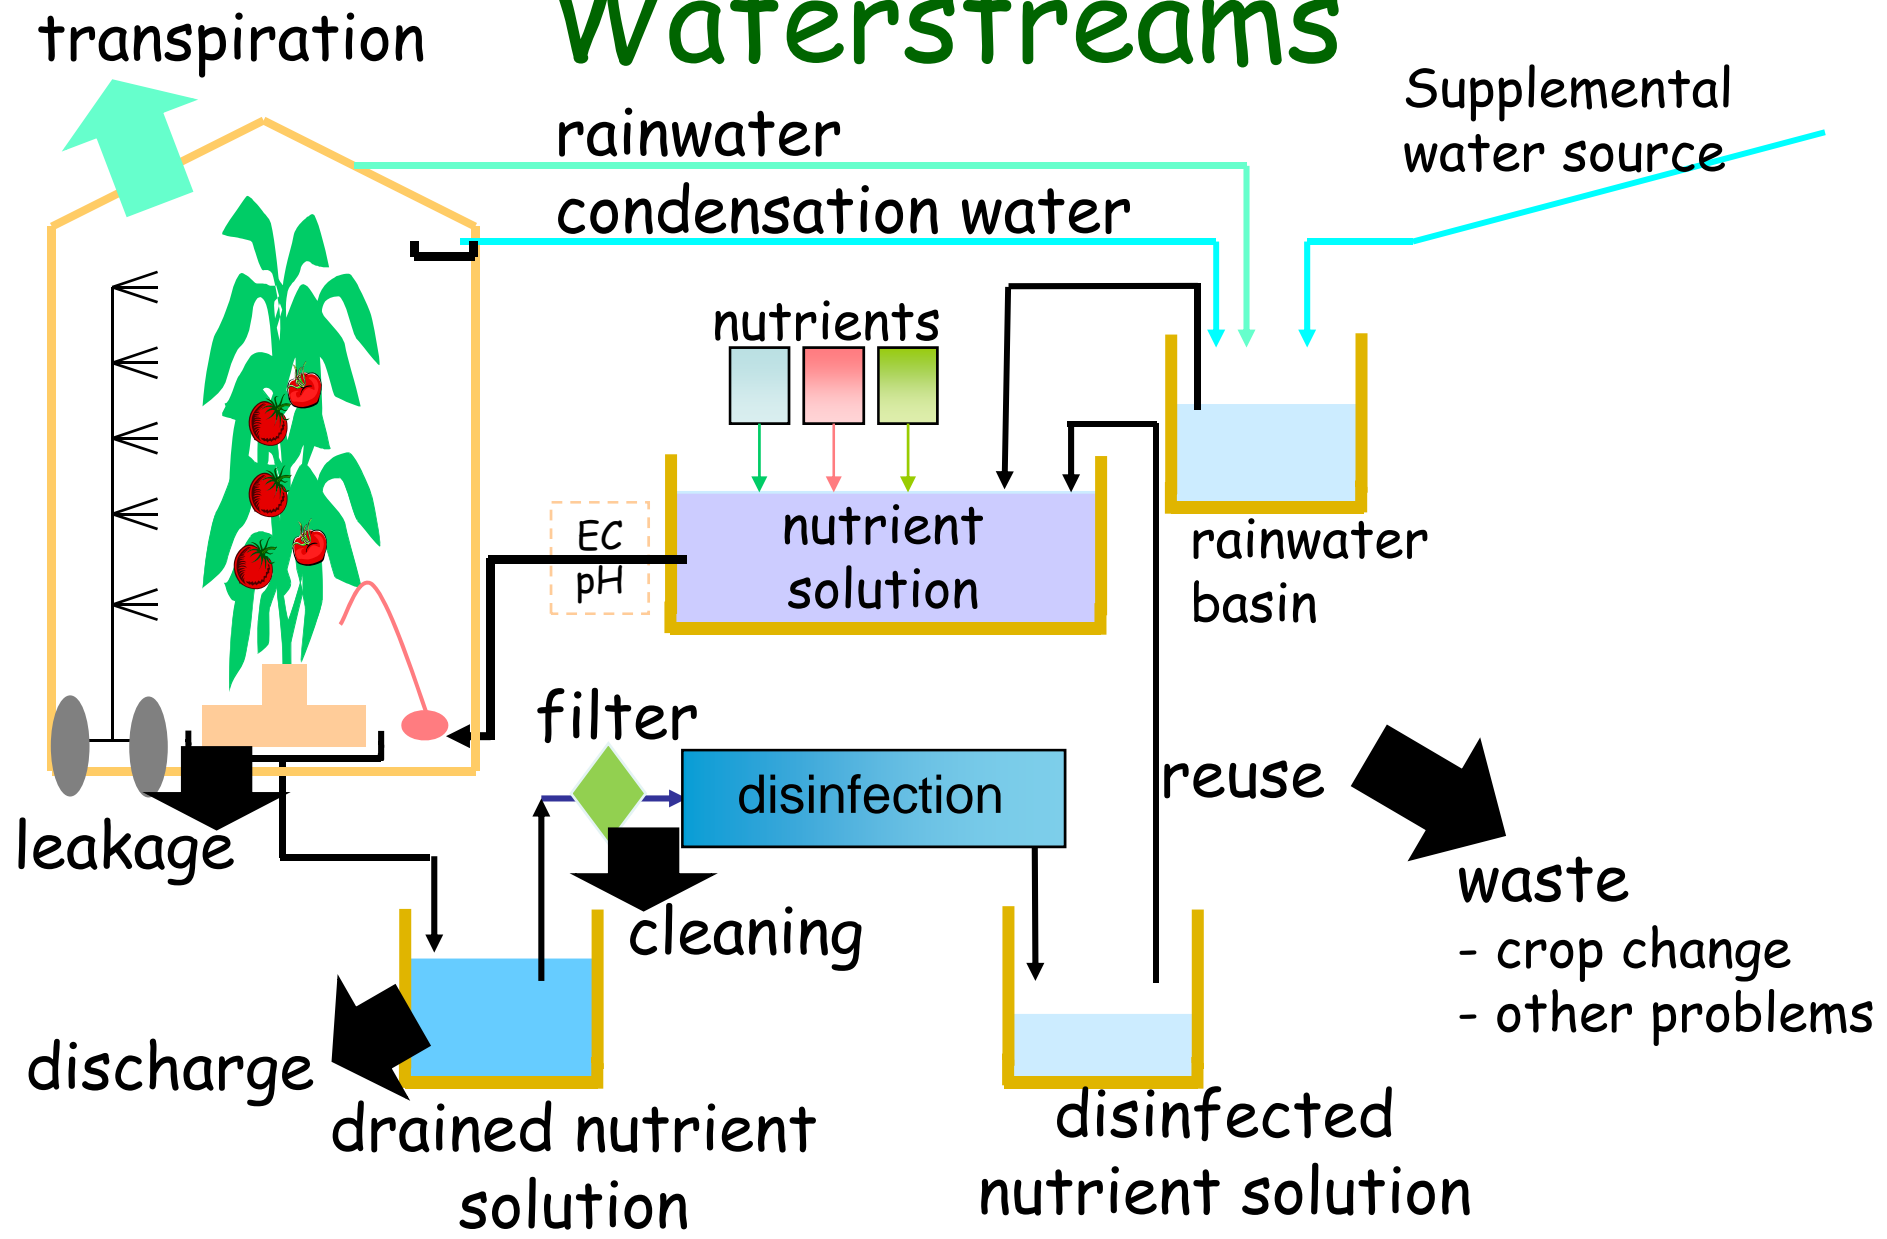 Waterstreams
transpiration
Supplemental
water source
rainwater
condensation water
nutrients
EC
pH
nutrient
solution
rainwater
basin
filter
disinfection
reuse
leakage
cleaning
waste
- crop change
- other problems
discharge
drained nutrient
solution
disinfected
nutrient solution